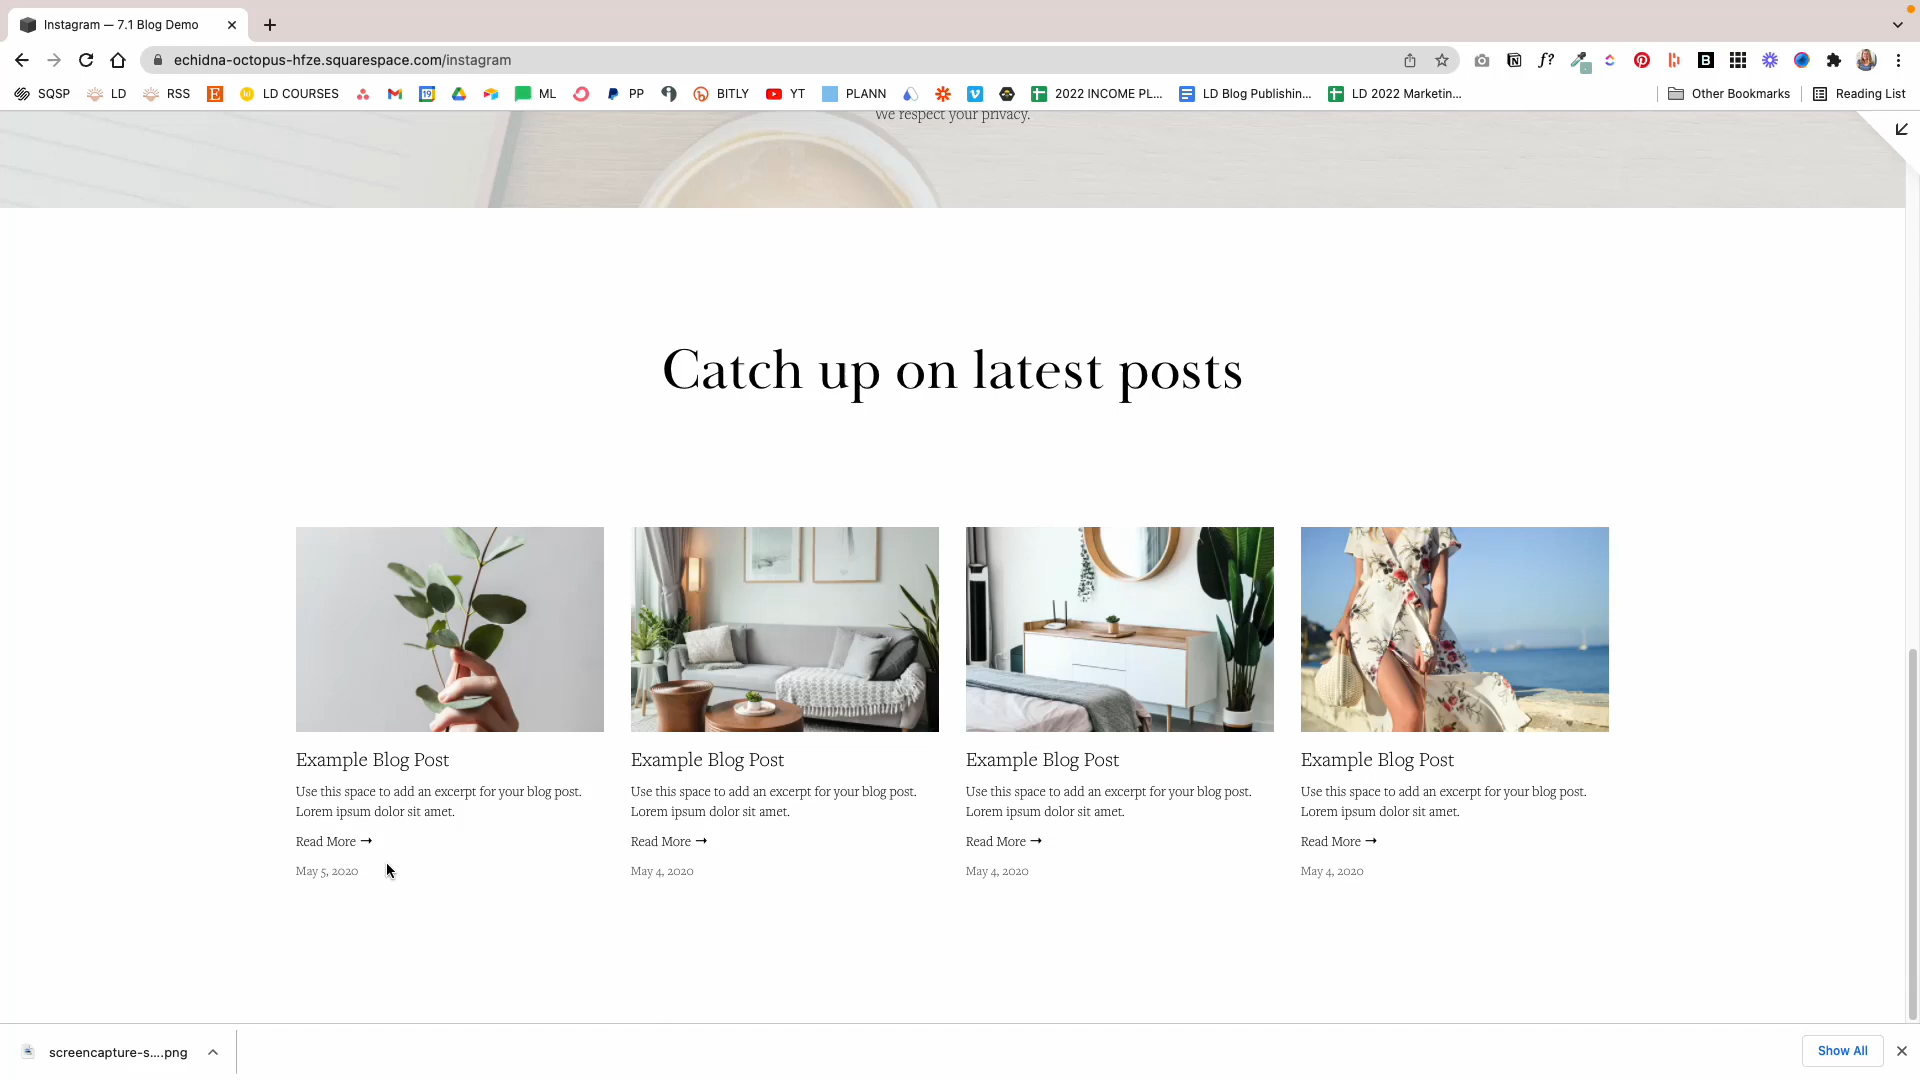 Instagram — 7.1 Blog Demo
echidna-octopus-hfze.squarespace.com/instagram
SQSP LD RSS LD COURSES 19 ML PP BITLY YT PLANN 2022 INCOME PL... LD Blog Publishin... LD 2022 Marketin... Other Bookmarks Reading List
We respect your privacy.
Catch up on latest posts
Example Blog Post
Use this space to add an excerpt for your blog post.
Lorem ipsum dolor sit amet.
Read More →
May 5, 2020
Example Blog Post
Use this space to add an excerpt for your blog post.
Lorem ipsum dolor sit amet.
Read More →
May 4, 2020
Example Blog Post
Use this space to add an excerpt for your blog post.
Lorem ipsum dolor sit amet.
Read More →
May 4, 2020
Example Blog Post
Use this space to add an excerpt for your blog post.
Lorem ipsum dolor sit amet.
Read More →
May 4, 2020
screencapture-s....png
Show All